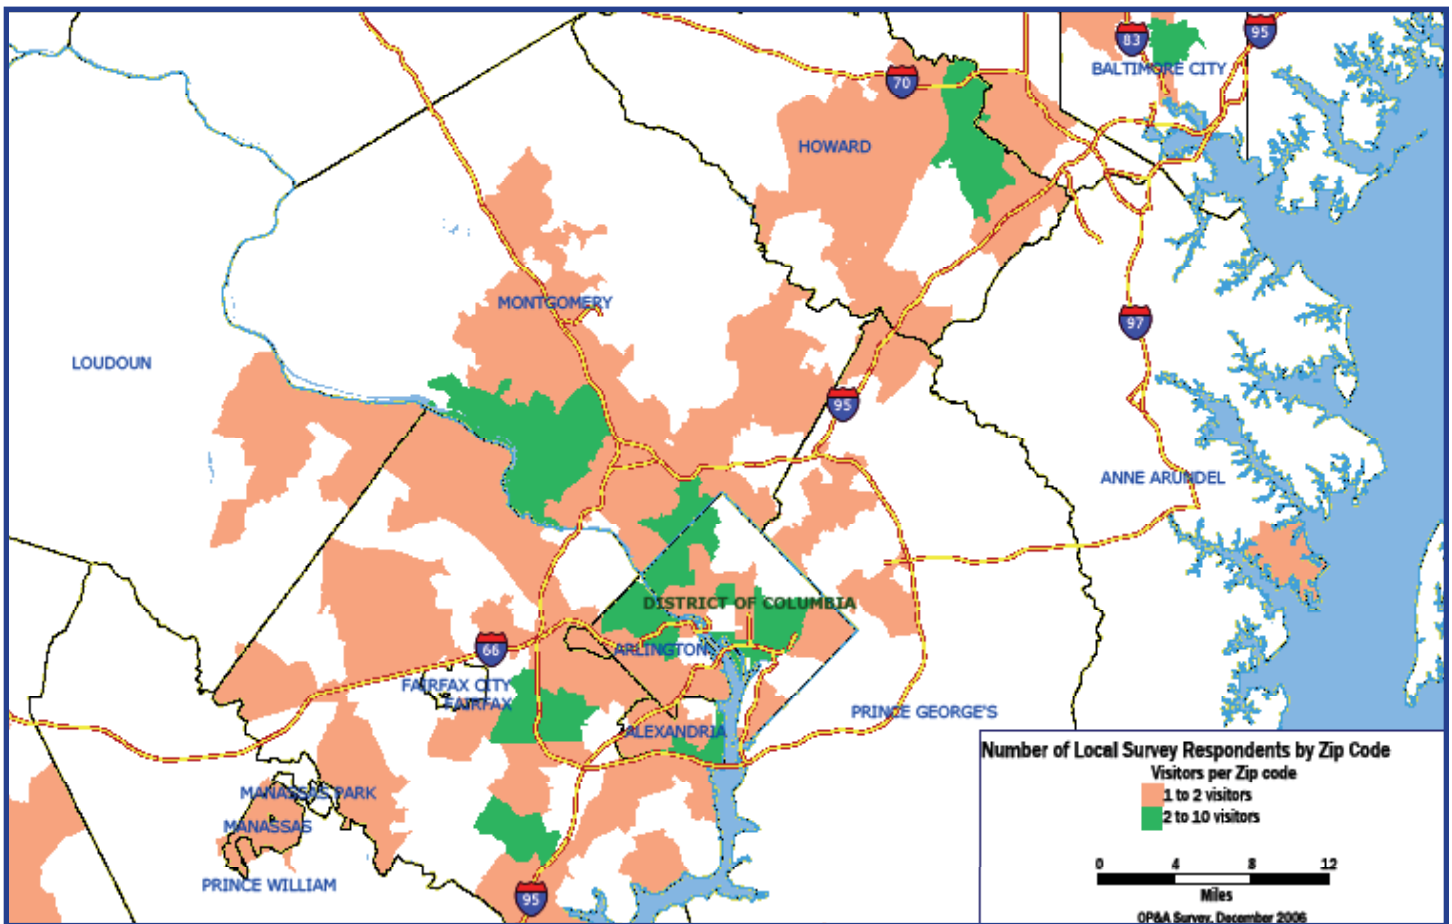 83
95
BALTIMORE CITY
70
HOWARD
MONTGOMERY
97
LOUDOUN
95
ANNE ARUNDEL
DISTRICT OF COLUMBIA
66
ARLINGTON
FAIRFAX CITY
FAIRFAX
PRINCE GEORGE'S
ALEXANDRIA
MANASSAS PARK
MANASSAS
PRINCE WILLIAM
95
Number of Local Survey Respondents by Zip Code
Visitors per Zip code
1 to 2 visitors
2 to 10 visitors
0 4 8 12
Miles
OP&A Survey, December 2006